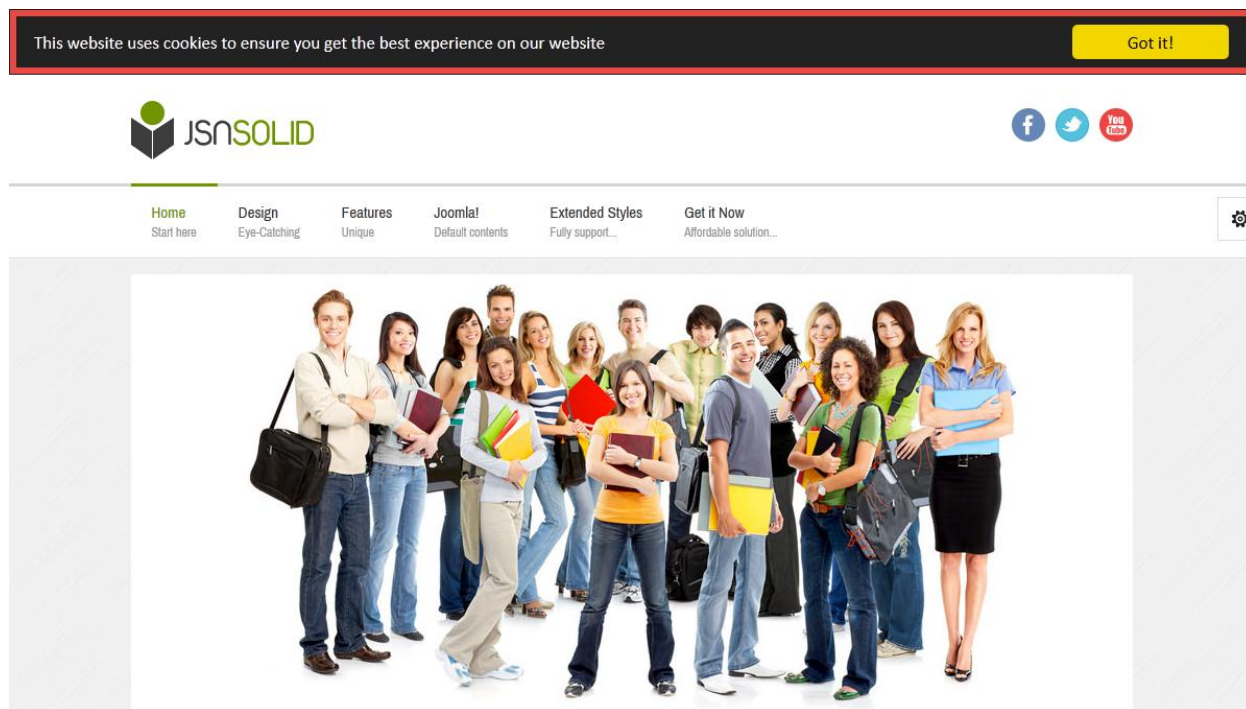 This website uses cookies to ensure you get the best experience on our website
Got it!
JSNSOLID
f
You
Tube
Home
Start here
Design
Eye-Catching
Features
Unique
Joomla!
Default contents
Extended Styles
Fully support...
Get it Now
Affordable solution...